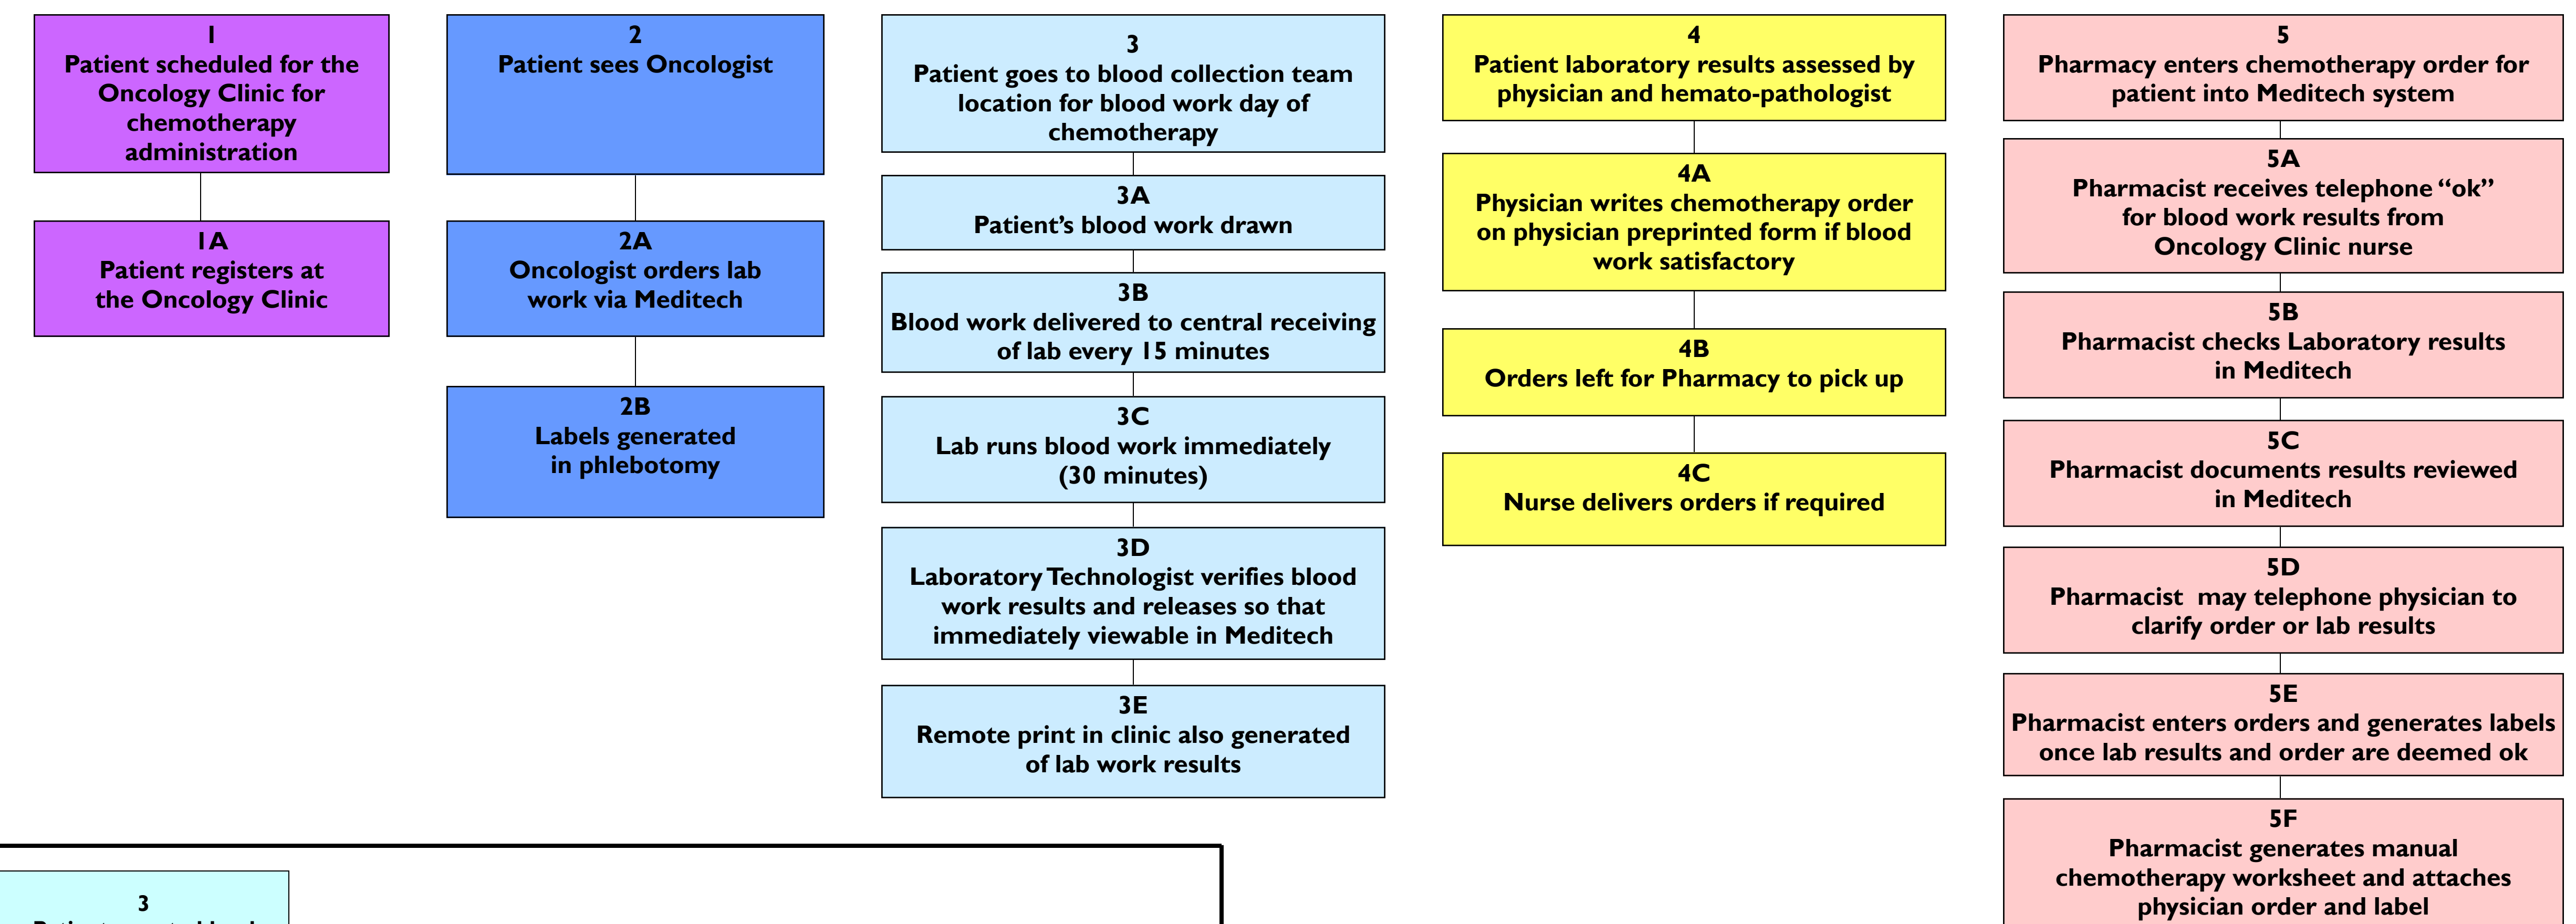 1
Patient scheduled for the
Oncology Clinic for
chemotherapy
administration
1A
Patient registers at
the Oncology Clinic
2
Patient sees Oncologist
2A
Oncologist orders lab
work via Meditech
2B
Labels generated
in phlebotomy
3
Patient goes to blood collection team
location for blood work day of
chemotherapy
3A
Patient’s blood work drawn
3B
Blood work delivered to central receiving
of lab every 15 minutes
3C
Lab runs blood work immediately
(30 minutes)
3D
Laboratory Technologist verifies blood
work results and releases so that
immediately viewable in Meditech
3E
Remote print in clinic also generated
of lab work results
4
Patient laboratory results assessed by
physician and hemato-pathologist
4A
Physician writes chemotherapy order
on physician preprinted form if blood
work satisfactory
4B
Orders left for Pharmacy to pick up
4C
Nurse delivers orders if required
5
Pharmacy enters chemotherapy order for
patient into Meditech system
5A
Pharmacist receives telephone “ok”
for blood work results from
Oncology Clinic nurse
5B
Pharmacist checks Laboratory results
in Meditech
5C
Pharmacist documents results reviewed
in Meditech
5D
Pharmacist  may telephone physician to
clarify order or lab results
5E
Pharmacist enters orders and generates labels
once lab results and order are deemed ok
5F
Pharmacist generates manual
chemotherapy worksheet and attaches
physician order and label
3